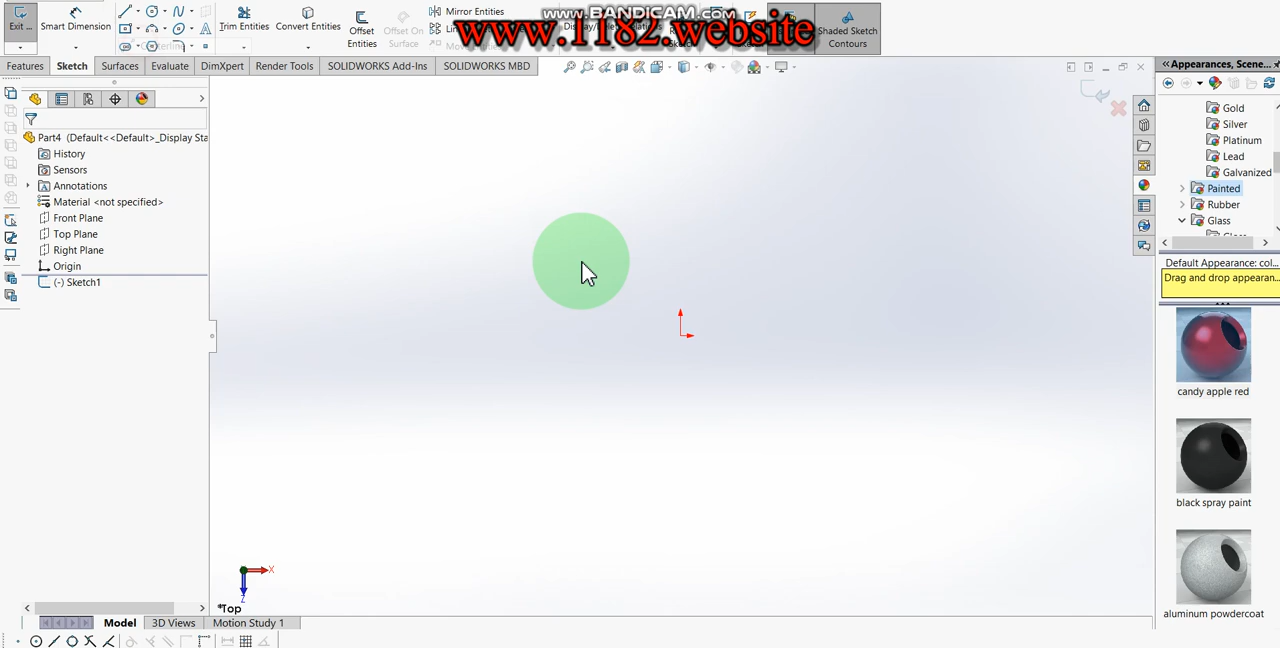 www.BANDICAM.com
www.1182.website
Exit ...
Smart Dimension
Trim Entities
Convert Entities
Offset
Entities
Offset On
Surface
Mirror Entities
Shaded Sketch
Contours
Features
Sketch
Surfaces
Evaluate
DimXpert
Render Tools
SOLIDWORKS Add-Ins
SOLIDWORKS MBD
Part4 (Default<<Default>_Display Sta
History
Sensors
Annotations
Material <not specified>
Front Plane
Top Plane
Right Plane
Origin
(-) Sketch1
X
Z
*Top
Model
3D Views
Motion Study 1
Appearances, Scene...
Gold
Silver
Platinum
Lead
Galvanized
Painted
Rubber
Glass
Default Appearance: col...
Drag and drop appearan...
candy apple red
black spray paint
aluminum powdercoat